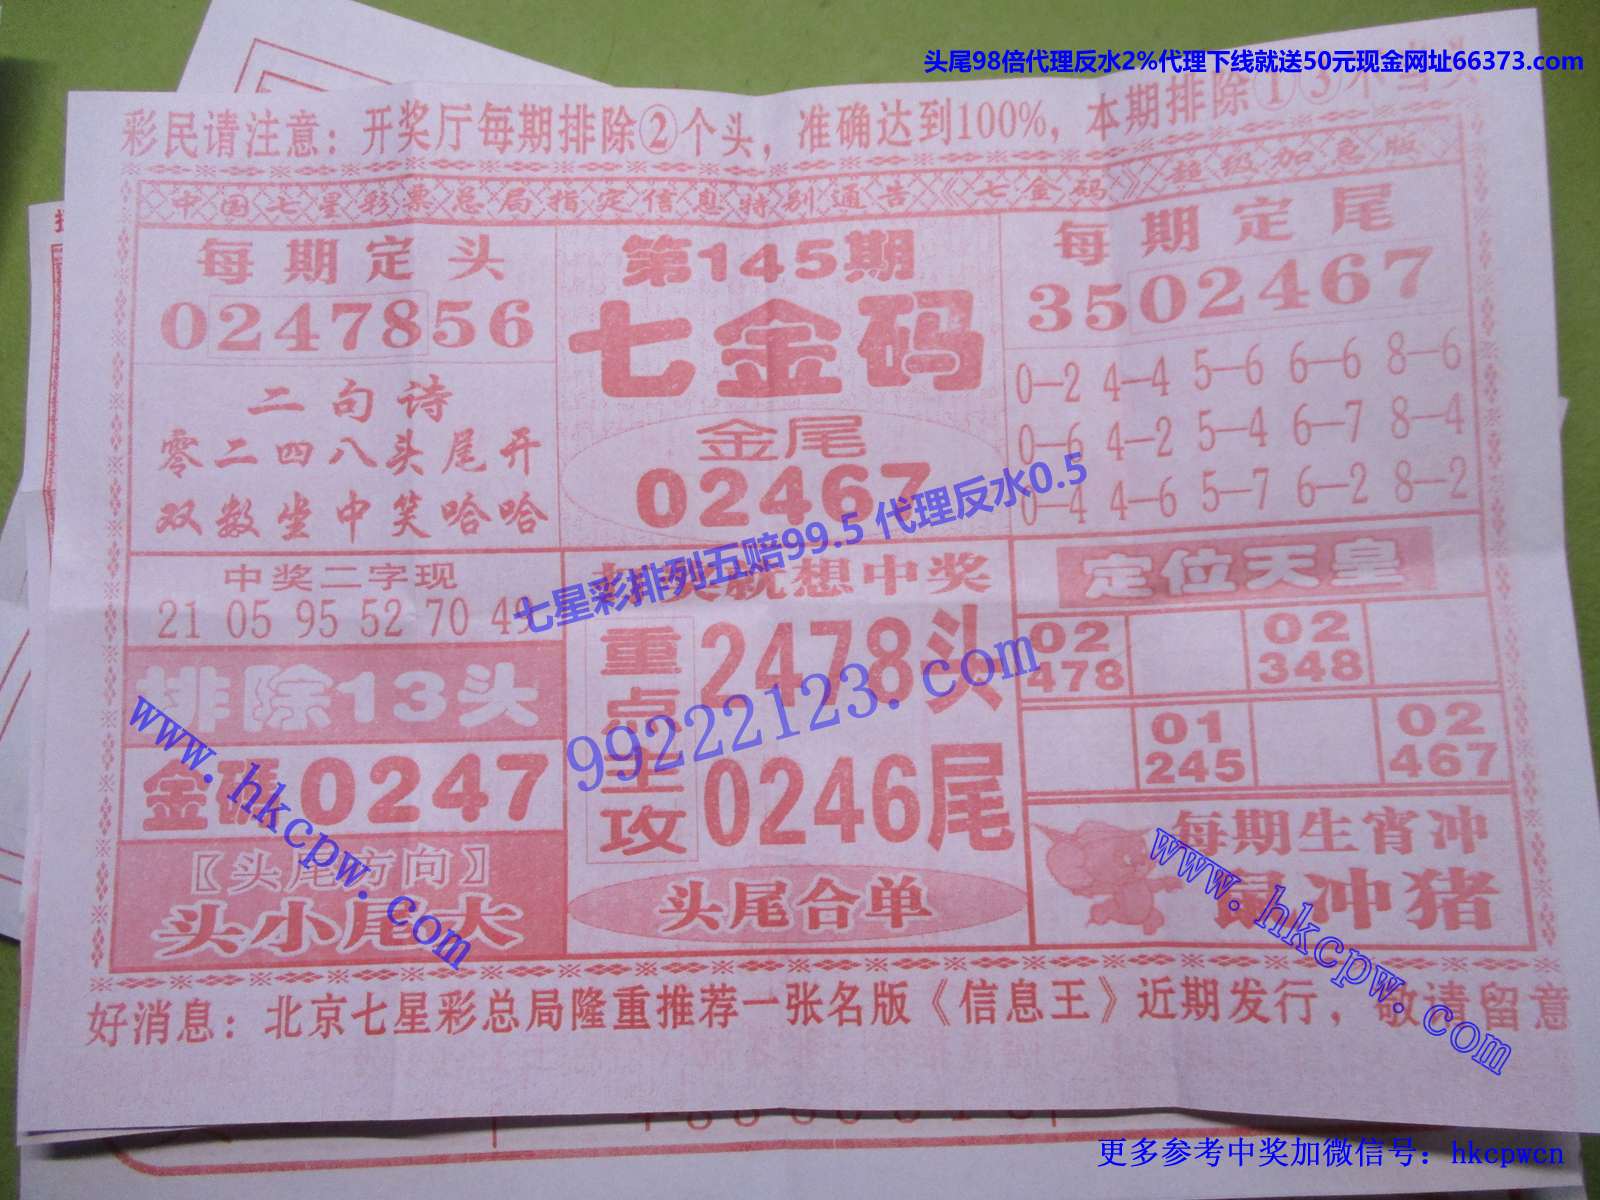 头尾98倍代理反水2%代理下线就送50元现金网址66373.com
彩民请注意：开奖厅每期排除②个头，准确达到100%，本期排除①③不当头
中国七星彩票总局指定信息特别通告《七金码》超级加急版
每期定头
0247856
二句诗
零二四八头尾开
双数坐中笑哈哈
中奖二字现
21 05 95 52 70 49
排除13头
金碼0247
〖头尾方向〗
头小尾大
第145期
七金码
金尾
02467
就想中奖
重点主攻
2478头
0246尾
头尾合单
每期定尾
3502467
0—2 4—4 5—6 6—6 8—6
0—6 4—2 5—4 6—7 8—4
0—4 4—6 5—7 6—2 8—2
定位天皇
02 02
478 348
01 02
245 467
每期生肖冲
鼠冲猪
好消息：北京七星彩总局隆重推荐一张名版《信息王》近期发行，敬请留意
七星彩排列五赔99.5 代理反水0.5
99222123.com
www.hkcpw.com
www.hkcpw.com
更多参考中奖加微信号：hkcpwcn